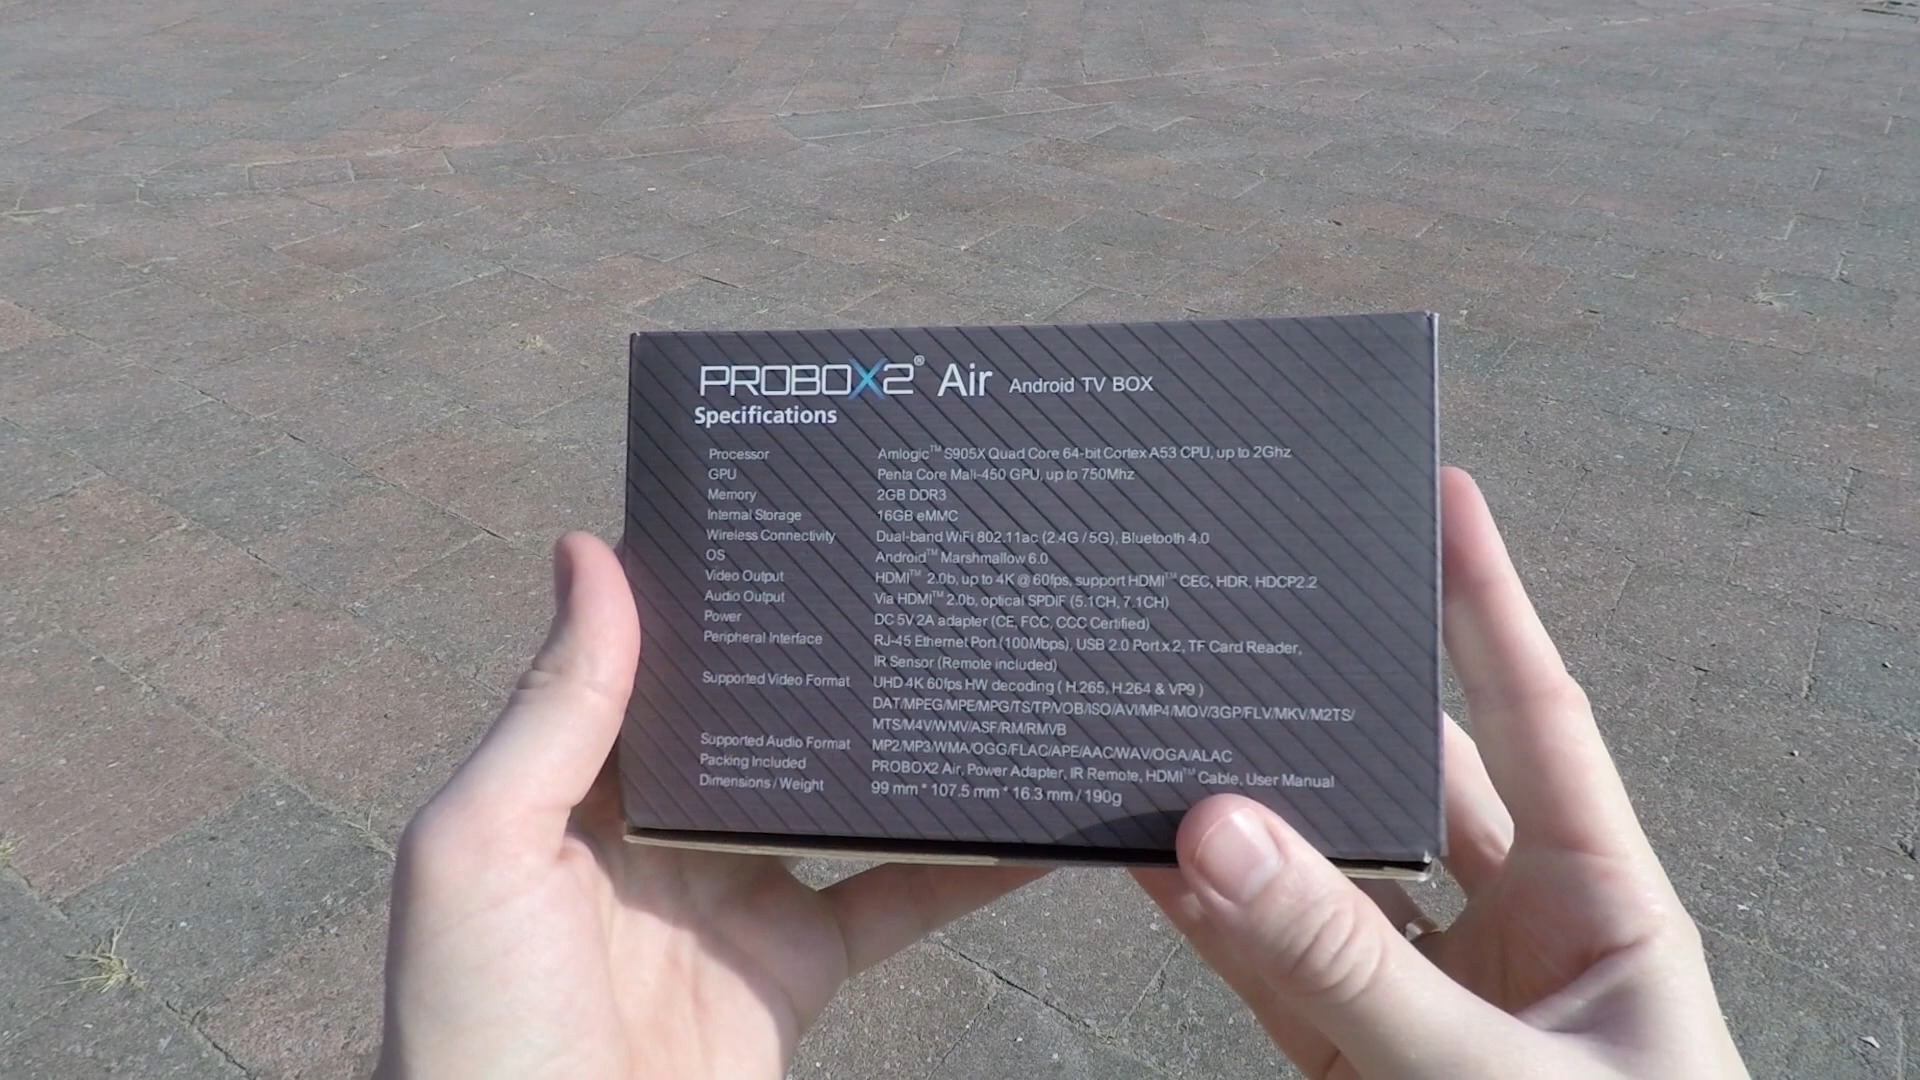 PROBOX2® Air Android TV BOX
Specifications
Processor Amlogic™ S905X Quad Core 64-bit Cortex A53 CPU, up to 2Ghz
GPU Penta Core Mali-450 GPU, up to 750Mhz
Memory 2GB DDR3
Internal Storage 16GB eMMC
Wireless Connectivity Dual-band WiFi 802.11ac (2.4G / 5G), Bluetooth 4.0
OS Android™ Marshmallow 6.0
Video Output HDMI™ 2.0b, up to 4K @ 60fps, support HDMI™ CEC, HDR, HDCP2.2
Audio Output Via HDMI™ 2.0b, optical SPDIF (5.1CH, 7.1CH)
Power DC 5V 2A adapter (CE, FCC, CCC Certified)
Peripheral Interface RJ-45 Ethernet Port (100Mbps), USB 2.0 Port x 2, TF Card Reader,
IR Sensor (Remote included)
Supported Video Format UHD 4K 60fps HW decoding ( H.265, H.264 & VP9 )
DAT/MPEG/MPE/MPG/TS/TP/VOB/ISO/AVI/MP4/MOV/3GP/FLV/MKV/M2TS/
MTS/M4V/WMV/ASF/RM/RMVB
Supported Audio Format MP2/MP3/WMA/OGG/FLAC/APE/AAC/WAV/OGA/ALAC
Packing Included PROBOX2 Air, Power Adapter, IR Remote, HDMI™ Cable, User Manual
Dimensions / Weight 99 mm * 107.5 mm * 16.3 mm / 190g